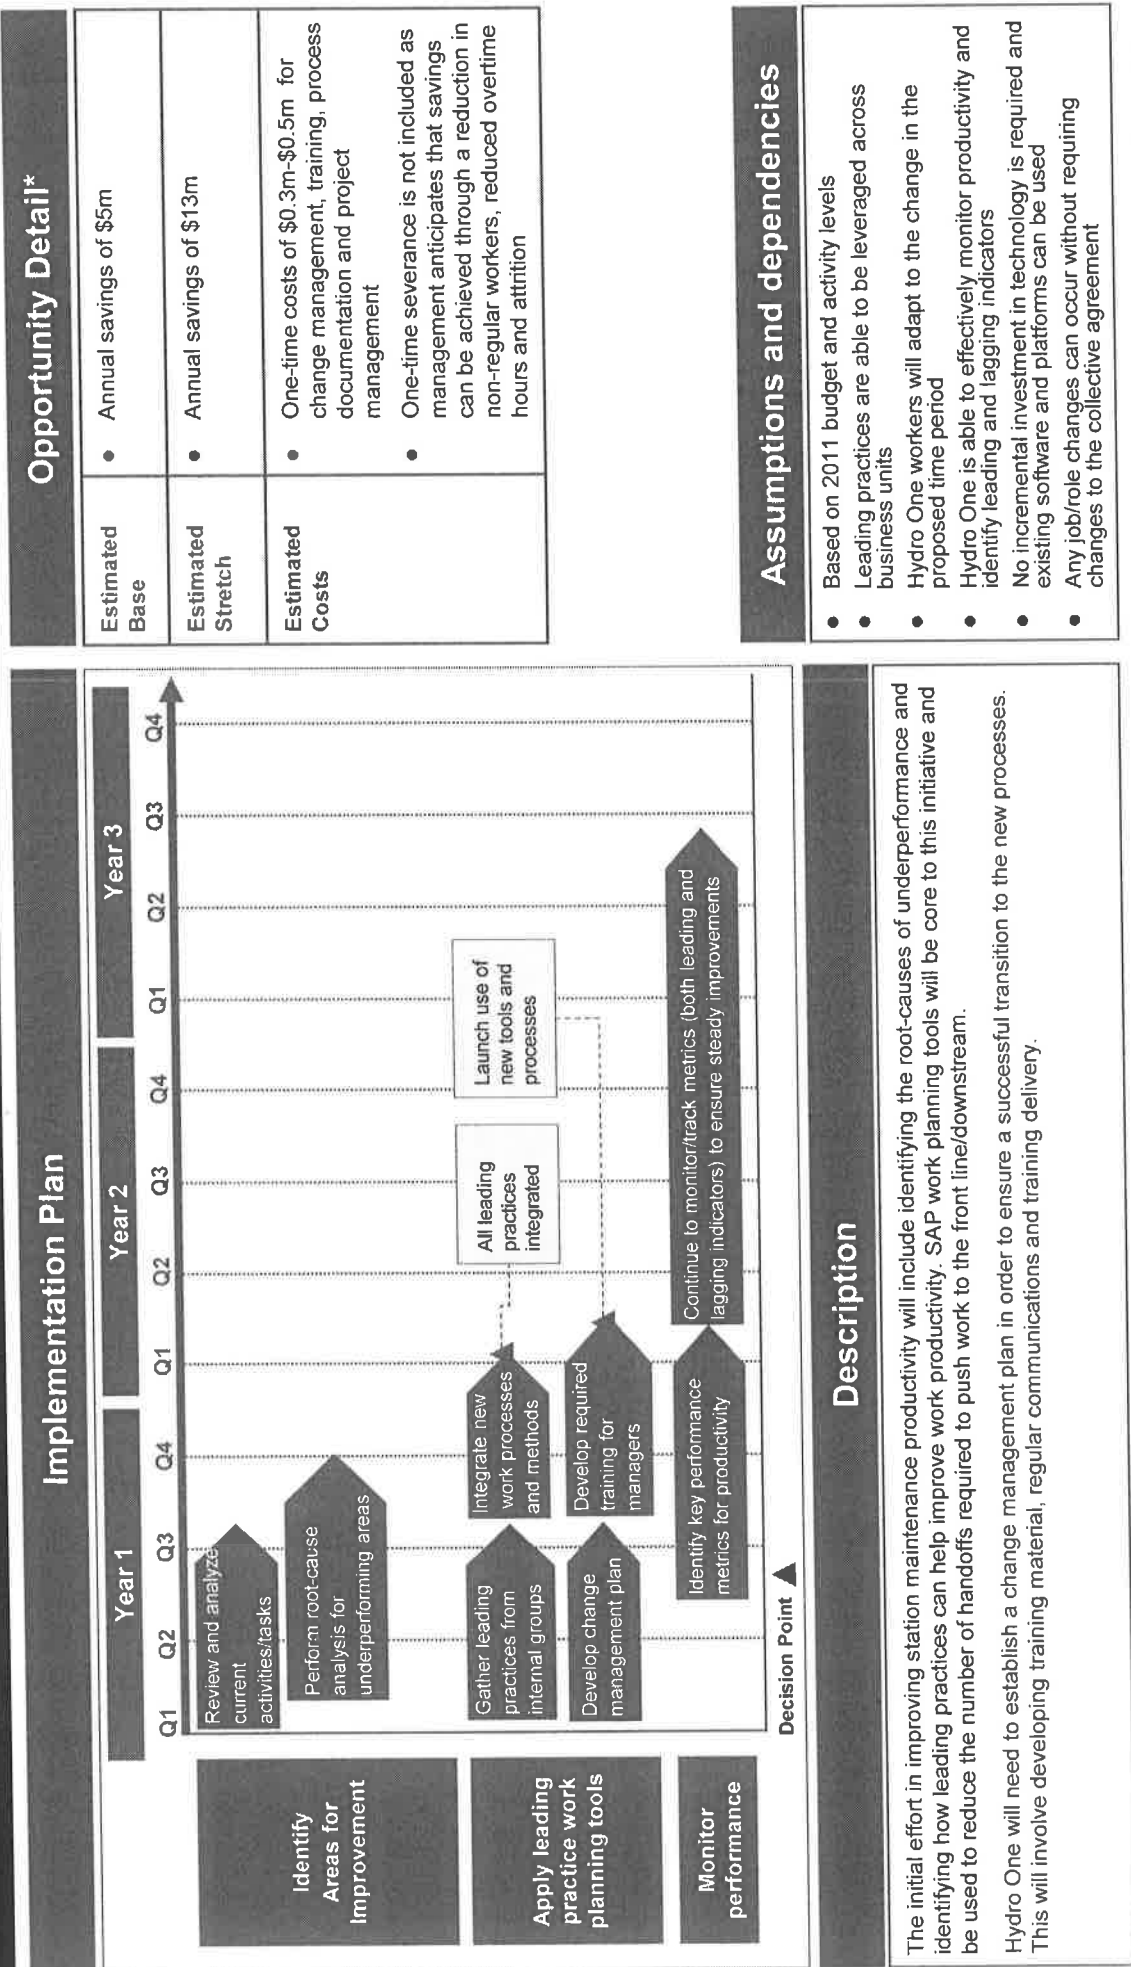 Implementation Plan
Year 1
Year 2
Year 3
Q1
Q2
Q3
Q4
Q1
Q2
Q3
Q4
Q1
Q2
Q3
Q4
Identify
Areas for
Improvement
Review and analyze
current
activities/tasks
Perform root-cause
analysis for
underperforming areas
Apply leading
practice work
planning tools
Gather leading
practices from
internal groups
Integrate new
work processes
and methods
All leading
practices
integrated
Launch use of
new tools and
processes
Develop change
management plan
Develop required
training for
managers
Monitor
performance
Identify key performance
metrics for productivity
Continue to monitor/track metrics (both leading and
lagging indicators) to ensure steady improvements
Decision Point
Opportunity Detail*
Estimated
Base
• Annual savings of $5m
Estimated
Stretch
• Annual savings of $13m
Estimated
Costs
• One-time costs of $0.3m-$0.5m for
change management, training, process
documentation and project
management
• One-time severance is not included as
management anticipates that savings
can be achieved through a reduction in
non-regular workers, reduced overtime
hours and attrition
Description
The initial effort in improving station maintenance productivity will include identifying the root-causes of underperformance and
identifying how leading practices can help improve work productivity. SAP work planning tools will be core to this initiative and
be used to reduce the number of handoffs required to push work to the front line/downstream.
Hydro One will need to establish a change management plan in order to ensure a successful transition to the new processes.
This will involve developing training material, regular communications and training delivery.
Assumptions and dependencies
• Based on 2011 budget and activity levels
• Leading practices are able to be leveraged across
business units
• Hydro One workers will adapt to the change in the
proposed time period
• Hydro One is able to effectively monitor productivity and
identify leading and lagging indicators
• No incremental investment in technology is required and
existing software and platforms can be used
• Any job/role changes can occur without requiring
changes to the collective agreement